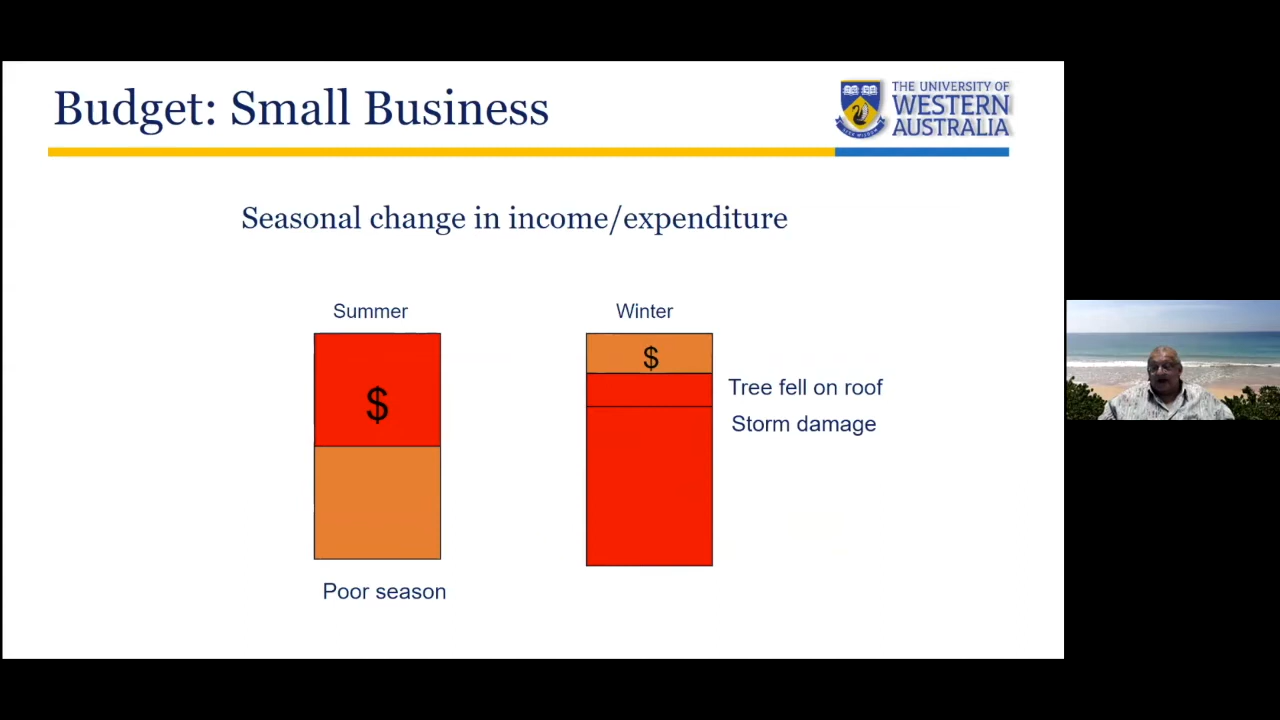 Budget: Small Business
THE UNIVERSITY OF
WESTERN
AUSTRALIA
Seasonal change in income/expenditure
Summer
Winter
$
$
Tree fell on roof
Storm damage
Poor season